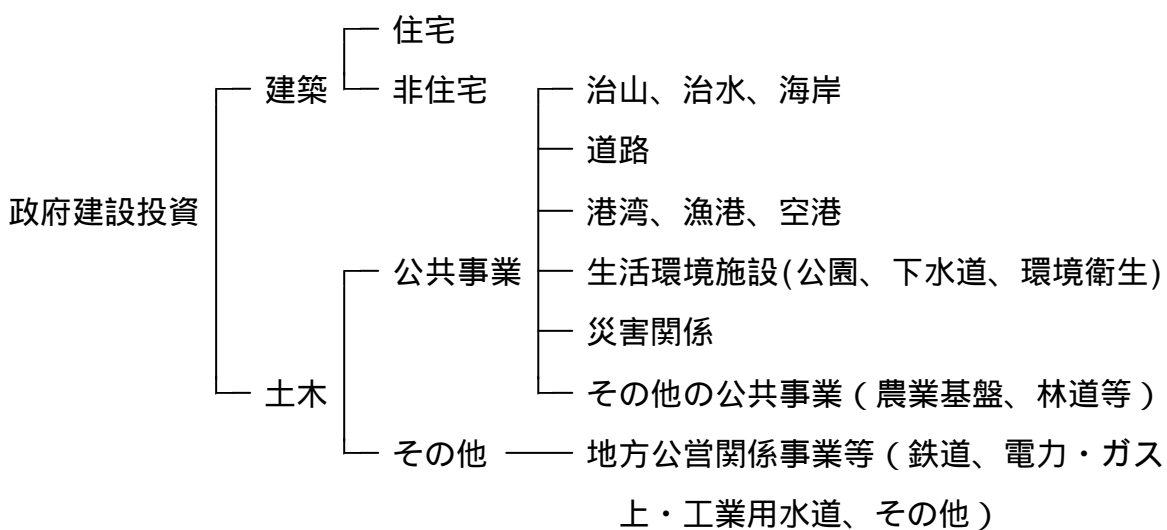 住宅
建築
非住宅
治山、治水、海岸
道路
政府建設投資
港湾、漁港、空港
公共事業
生活環境施設(公園、下水道、環境衛生)
災害関係
土木
その他の公共事業(農業基盤、林道等)
その他
地方公営関係事業等(鉄道、電力・ガス
上・工業用水道、その他)